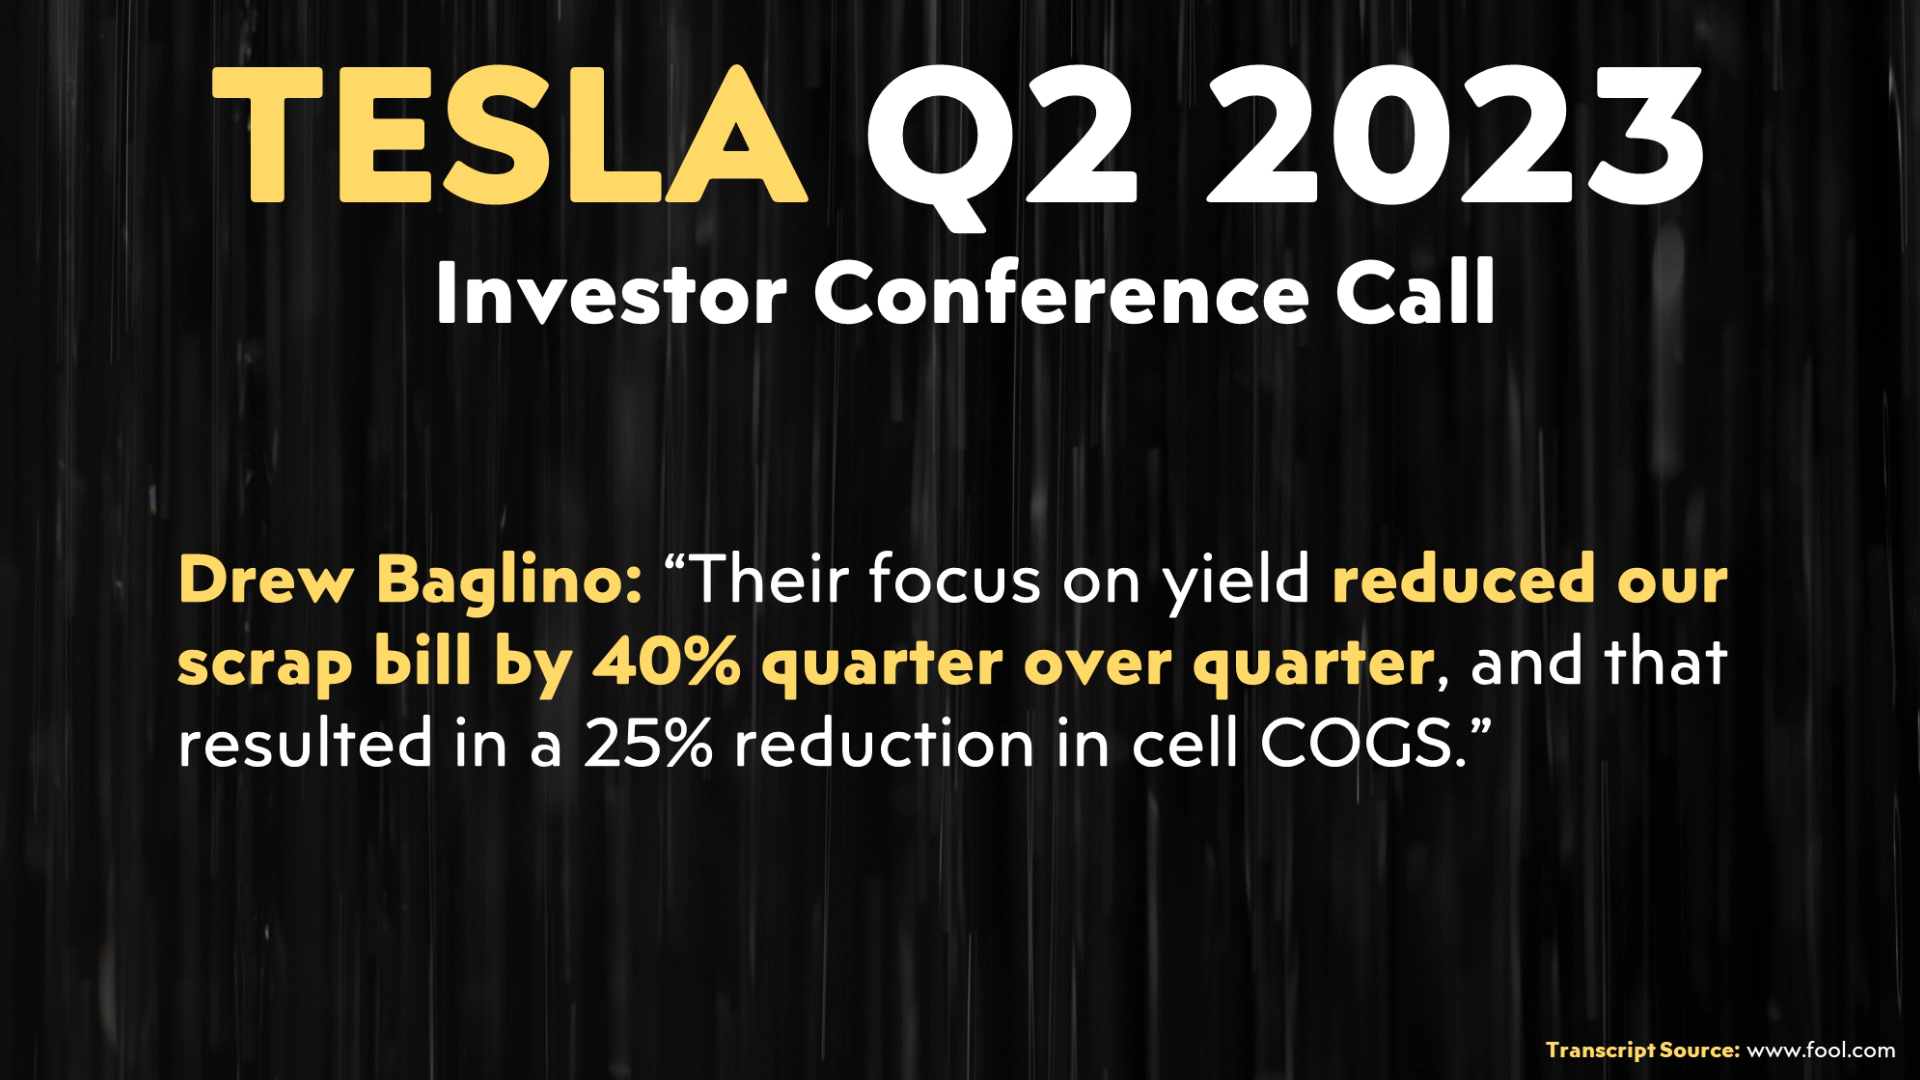 TESLA Q2 2023
Investor Conference Call
Drew Baglino: “Their focus on yield reduced our
scrap bill by 40% quarter over quarter, and that
resulted in a 25% reduction in cell COGS.”
Transcript Source: www.fool.com